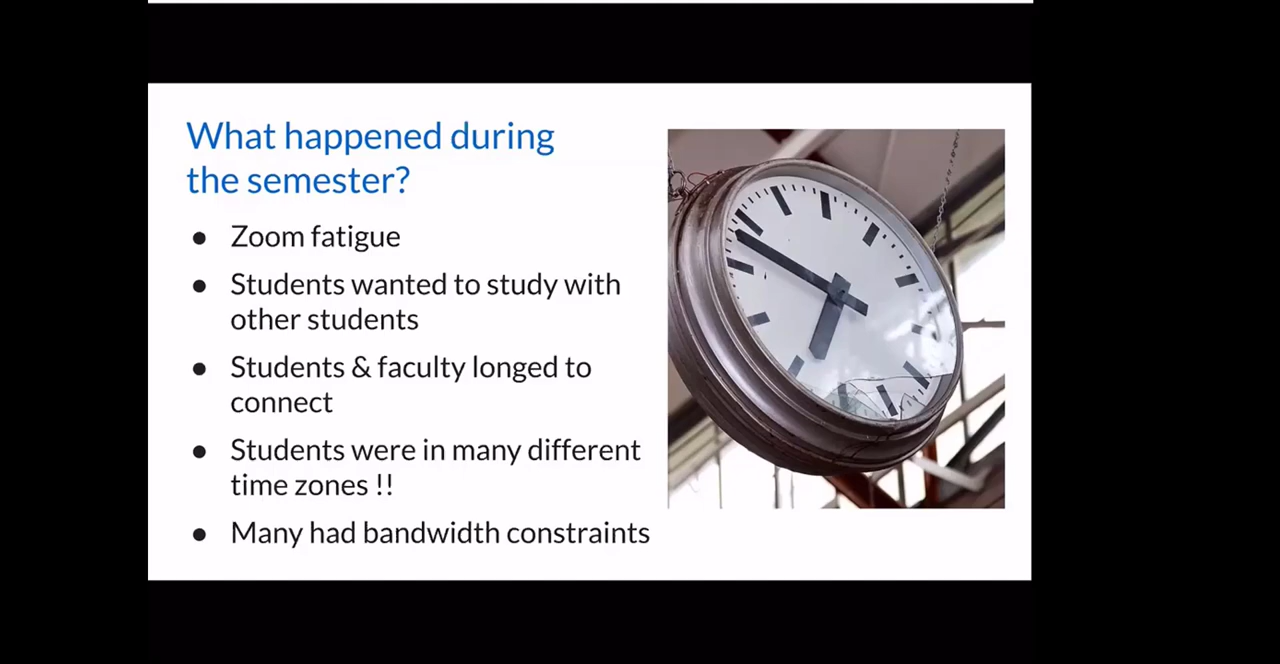 What happened during
the semester?
● Zoom fatigue
● Students wanted to study with
other students
● Students & faculty longed to
connect
● Students were in many different
time zones !!
● Many had bandwidth constraints